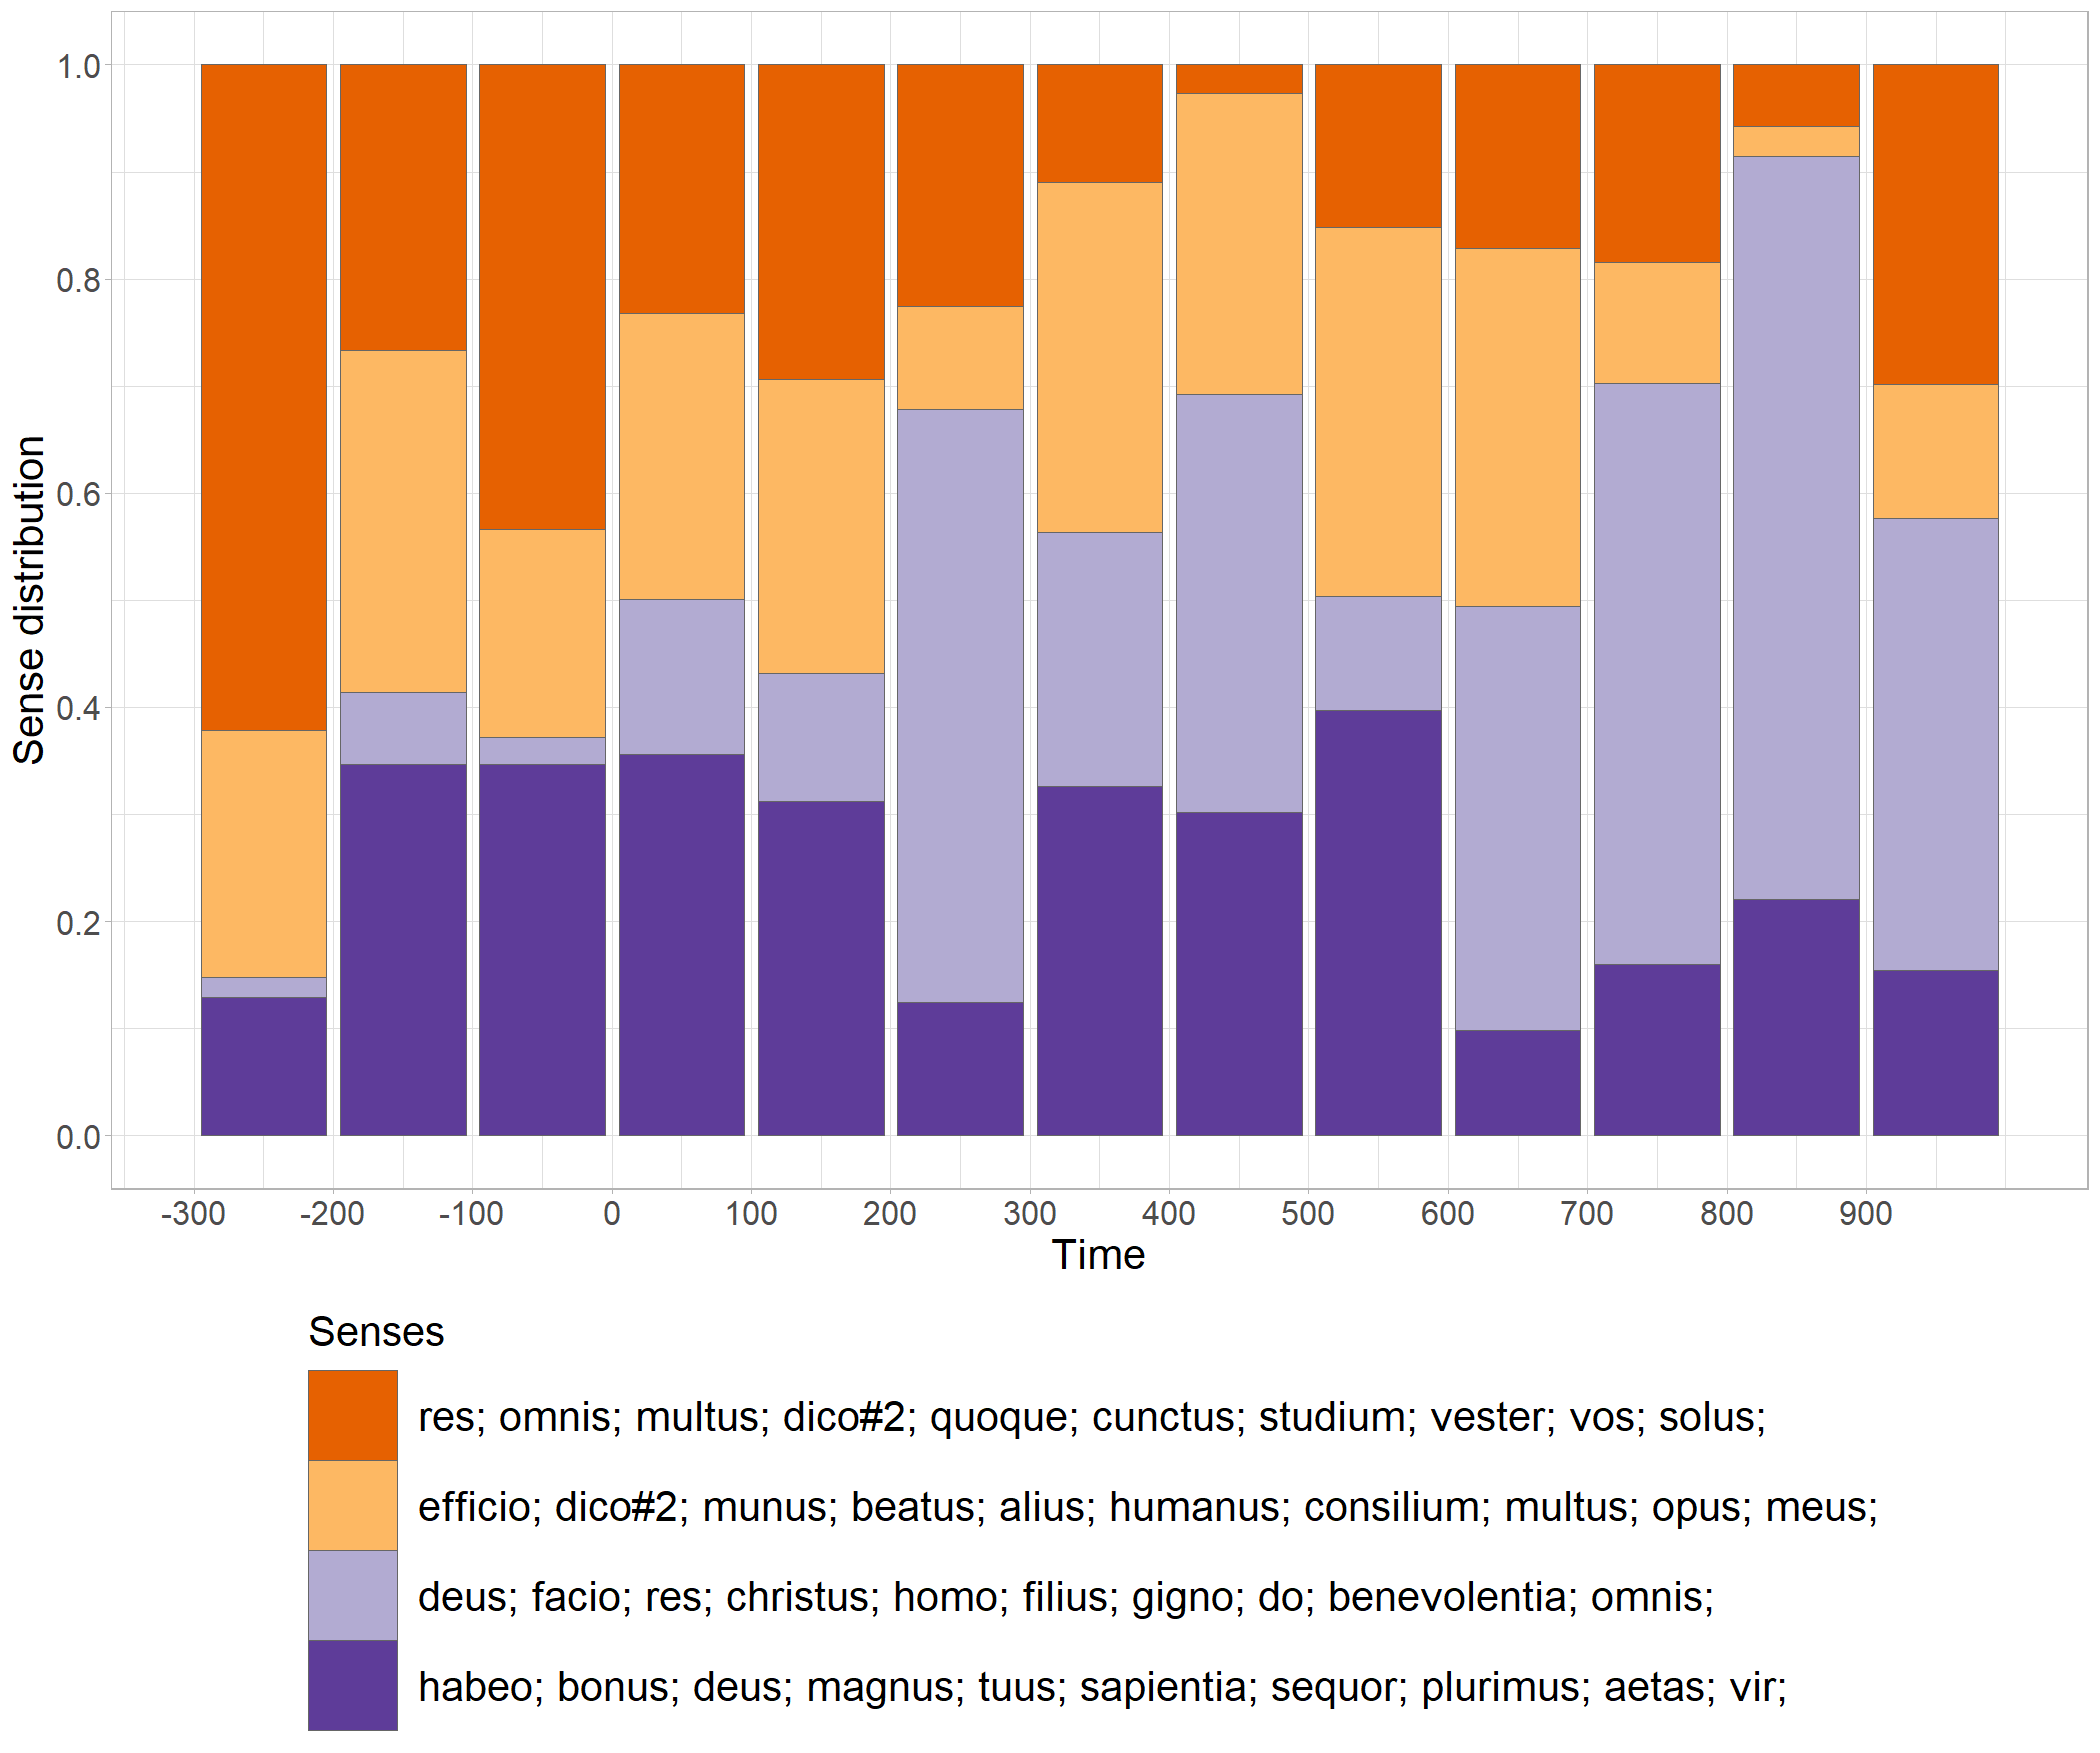 1.0
0.8
0.6
0.4
0.2
0.0
Sense distribution
-300 -200 -100 0 100 200 300 400 500 600 700 800 900
Time
Senses
res; omnis; multus; dico#2; quoque; cunctus; studium; vester; vos; solus;
efficio; dico#2; munus; beatus; alius; humanus; consilium; multus; opus; meus;
deus; facio; res; christus; homo; filius; gigno; do; benevolentia; omnis;
habeo; bonus; deus; magnus; tuus; sapientia; sequor; plurimus; aetas; vir;